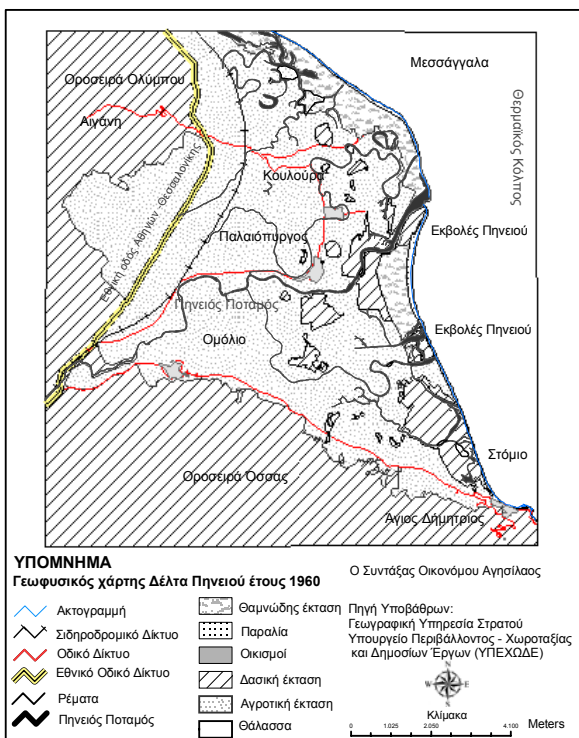 Μεσσάγγαλα
Οροσειρά Ολύμπου
Θερμαϊκός Κόλπος
Αιγάνη
Κουλούρα
Εθνική οδός Αθηνών Θεσσαλονίκης
Παλαιόπυργος
Εκβολές Πηνειού
Πηνειός Ποταμός
Ομόλιο
Εκβολές Πηνειού
Στόμιο
Οροσειρά Όσσας
Άγιος Δήμητριος
ΥΠΟΜΝΗΜΑ
Γεωφυσικός χάρτης Δέλτα Πηνειού έτους 1960
Ο Συντάξας Οικονόμου Αγησίλαος
Ακτογραμμή
Σιδηροδρομικό Δίκτυο
Οδικό Δίκτυο
Εθνικό Οδικό Δίκτυο
Ρέματα
Πηνειός Ποταμός
Θαμνώδης έκταση
Παραλία
Οικισμοί
Δασική έκταση
Αγροτική έκταση
Θάλασσα
Πηγή Υποβάθρων:
Γεωγραφική Υπηρεσία Στρατού
Υπουργείο Περιβάλλοντος - Χωροταξίας
και Δημοσίων Έργων (ΥΠΕΧΩΔΕ)
N
W E
S
Κλίμακα
0 1.025 2.050 4.100 Meters